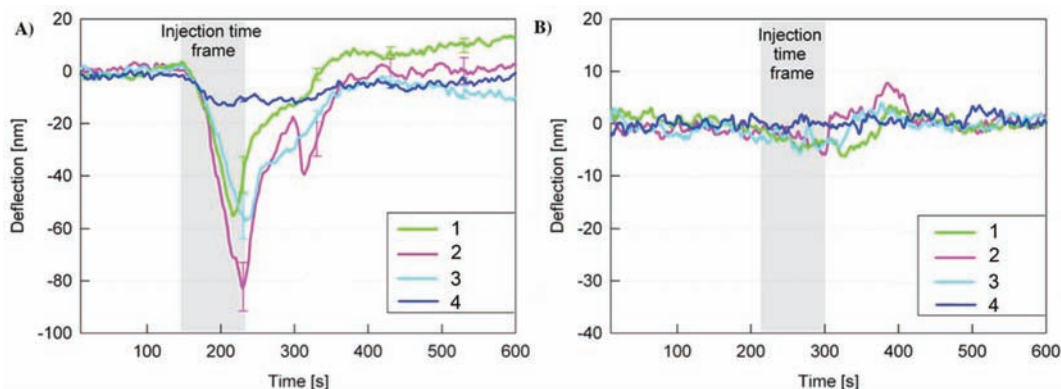 A)
Injection time
frame
Deflection [nm]
20
0
-20
-40
-60
-80
-100
1
2
3
4
100 200 300 400 500 600
Time [s]
B)
Injection
time
frame
Deflection [nm]
20
10
0
-10
-20
-30
-40
1
2
3
4
100 200 300 400 500 600
Time [s]